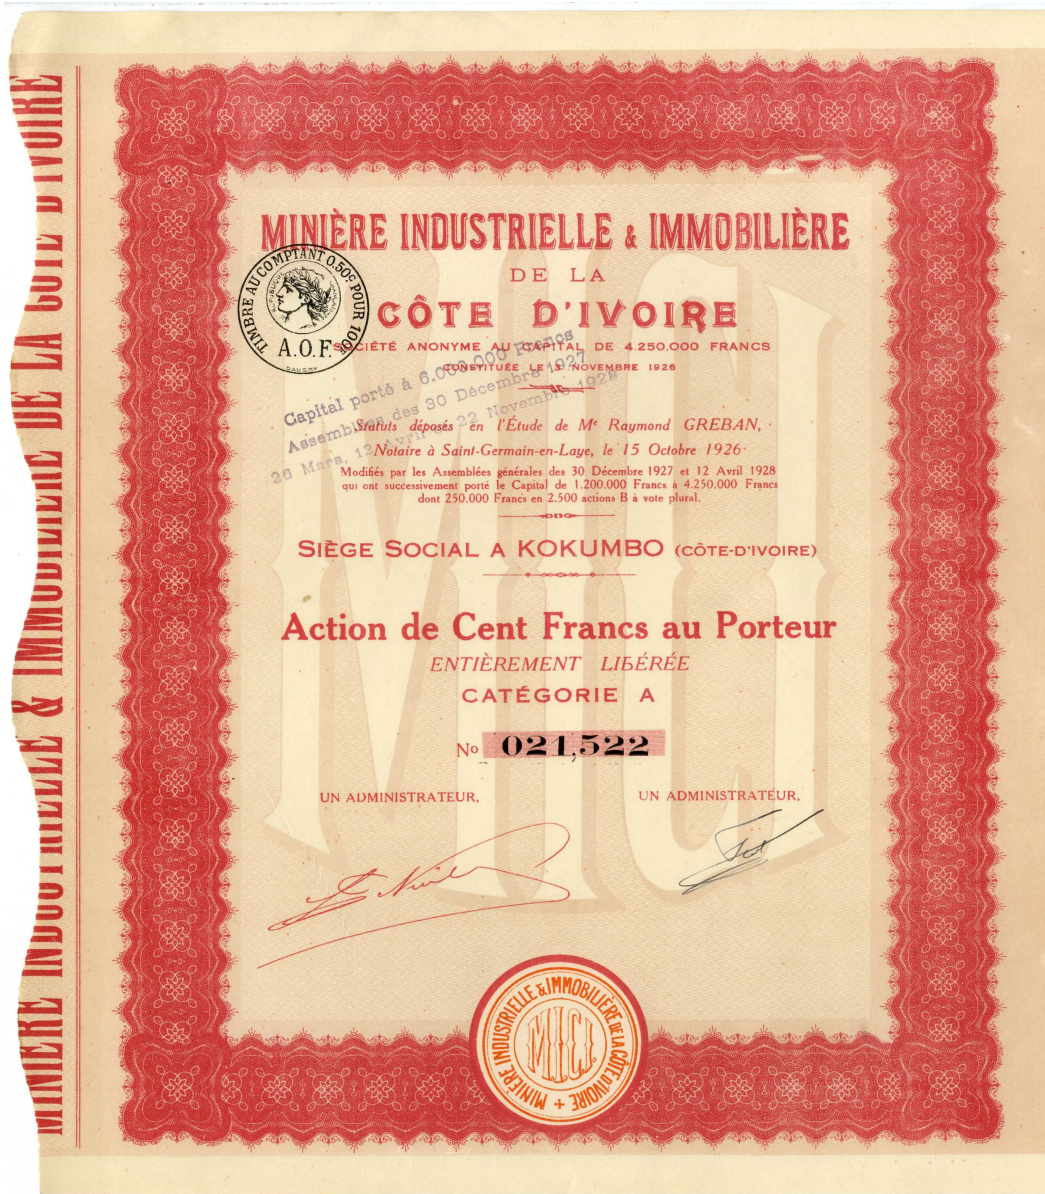 MINIÈRE INDUSTRIELLE & IMMOBILIÈRE
DE LA
CÔTE D'IVOIRE
SOCIÉTÉ ANONYME AU CAPITAL DE 4.250.000 FRANCS
CONSTITUÉE LE 3 NOVEMBRE 1926
TIMBRE AU COMPTANT 0,50c POUR 100F
A.O.F.
DAUSSY
Capital porté à 6.000.000 Francs
Assemblées des 30 Décembre 1927
26 Mars, 12 Avril 22 Novembre 1928
Statuts déposés en l'Étude de Me Raymond GREBAN,
Notaire à Saint-Germain-en-Laye, le 15 Octobre 1926
Modifiés par les Assemblées générales des 30 Décembre 1927 et 12 Avril 1928
qui ont successivement porté le Capital de 1.200.000 Francs à 4.250.000 Francs
dont 250.000 Francs en 2.500 actions B à vote plural.
SIÈGE SOCIAL A KOKUMBO (CÔTE-D'IVOIRE)
Action de Cent Francs au Porteur
ENTIÈREMENT LIBÉRÉE
CATÉGORIE A
No 021,522
UN ADMINISTRATEUR,
UN ADMINISTRATEUR,
MICI
MINIÈRE INDUSTRIELLE & IMMOBILIÈRE DE LA CÔTE D'IVOIRE
M.I.C.I.
MINIÈRE INDUSTRIELLE & IMMOBILIÈRE DE LA CÔTE D'IVOIRE